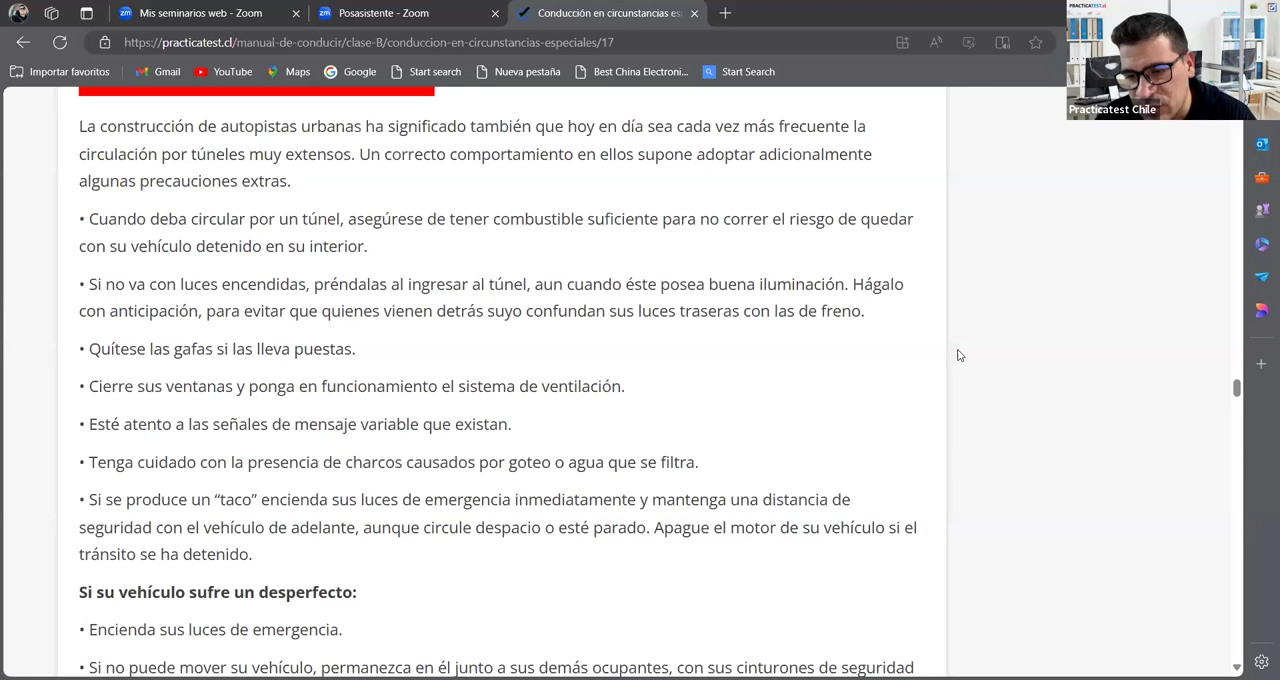 Mis seminarios web - Zoom
Posasistente - Zoom
Conducción en circunstancias es
https://practicatest.cl/manual-de-conducir/clase-B/conduccion-en-circunstancias-especiales/17
Importar favoritos
Gmail
YouTube
Maps
Google
Start search
Nueva pestaña
Best China Electroni...
Start Search
PRACTICATEST.cl
Practicatest Chile
La construcción de autopistas urbanas ha significado también que hoy en día sea cada vez más frecuente la
circulación por túneles muy extensos. Un correcto comportamiento en ellos supone adoptar adicionalmente
algunas precauciones extras.
• Cuando deba circular por un túnel, asegúrese de tener combustible suficiente para no correr el riesgo de quedar
con su vehículo detenido en su interior.
• Si no va con luces encendidas, préndalas al ingresar al túnel, aun cuando éste posea buena iluminación. Hágalo
con anticipación, para evitar que quienes vienen detrás suyo confundan sus luces traseras con las de freno.
• Quítese las gafas si las lleva puestas.
• Cierre sus ventanas y ponga en funcionamiento el sistema de ventilación.
• Esté atento a las señales de mensaje variable que existan.
• Tenga cuidado con la presencia de charcos causados por goteo o agua que se filtra.
• Si se produce un “taco” encienda sus luces de emergencia inmediatamente y mantenga una distancia de
seguridad con el vehículo de adelante, aunque circule despacio o esté parado. Apague el motor de su vehículo si el
tránsito se ha detenido.
Si su vehículo sufre un desperfecto:
• Encienda sus luces de emergencia.
• Si no puede mover su vehículo, permanezca en él junto a sus demás ocupantes, con sus cinturones de seguridad